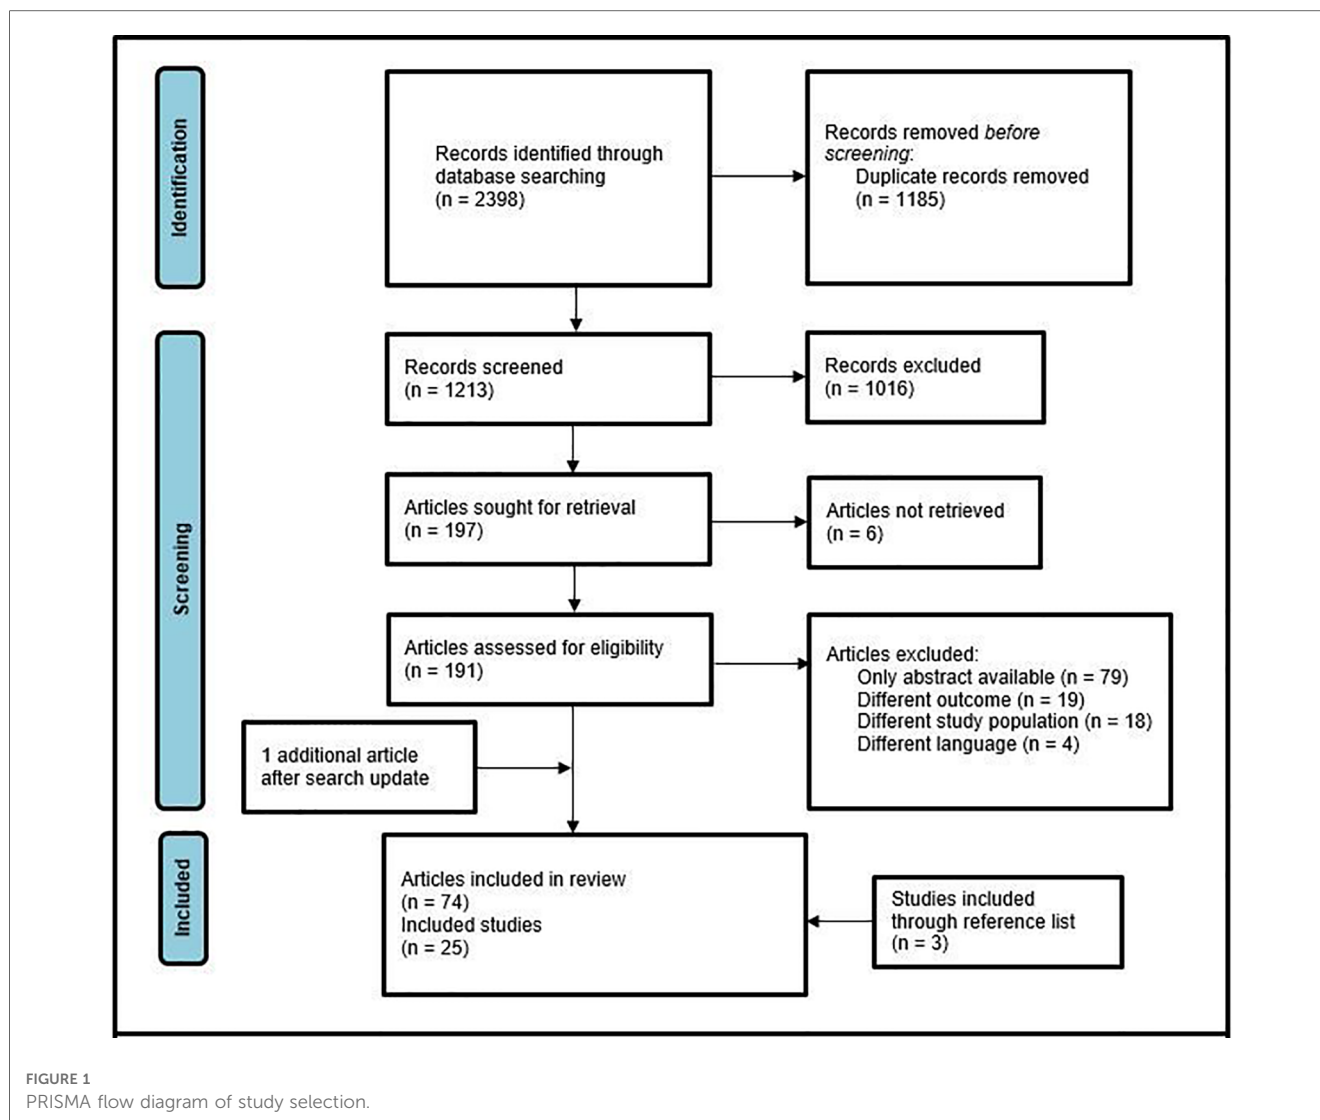 Identification
Records identified through
database searching
(n = 2398)
Records removed before
screening:
Duplicate records removed
(n = 1185)
Screening
Records screened
(n = 1213)
Records excluded
(n = 1016)
Articles sought for retrieval
(n = 197)
Articles not retrieved
(n = 6)
Articles assessed for eligibility
(n = 191)
Articles excluded:
Only abstract available (n = 79)
Different outcome (n = 19)
Different study population (n = 18)
Different language (n = 4)
1 additional article
after search update
Included
Articles included in review
(n = 74)
Included studies
(n = 25)
Studies included
through reference list
(n = 3)
FIGURE 1
PRISMA flow diagram of study selection.